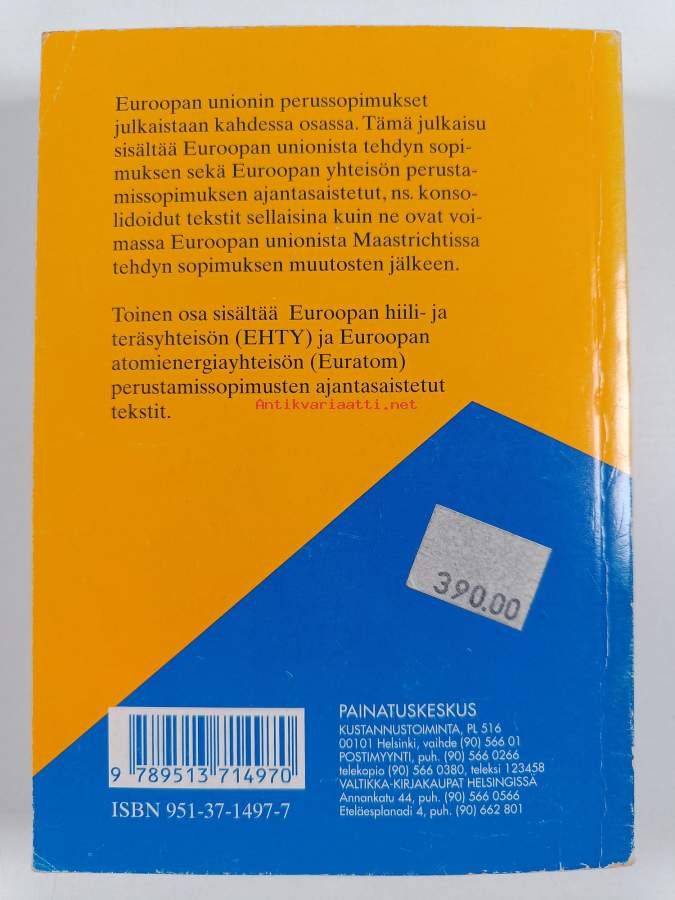 Euroopan unionin perussopimukset
julkaistaan kahdessa osassa. Tämä julkaisu
sisältää Euroopan unionista tehdyn sopi-
muksen sekä Euroopan yhteisön perusta-
missopimuksen ajantasaistetut, ns. konso-
lidoidut tekstit sellaisina kuin ne ovat voi-
massa Euroopan unionista Maastrichtissa
tehdyn sopimuksen muutosten jälkeen.
Toinen osa sisältää Euroopan hiili- ja
teräsyhteisön (EHTY) ja Euroopan
atomienergiayhteisön (Euratom)
perustamissopimusten ajantasaistetut
tekstit.
Antikvariaatti.net
390.00
9 789513 714970
ISBN 951-37-1497-7
PAINATUSKESKUS
KUSTANNUSTOIMINTA, PL 516
00101 Helsinki, vaihde (90) 566 01
POSTIMYYNTI, puh. (90) 566 0266
telekopio (90) 566 0380, teleksi 123458
VALTIKKA-KIRJAKAUPAT HELSINGISSÄ
Annankatu 44, puh. (90) 566 0566
Eteläesplanadi 4, puh. (90) 662 801